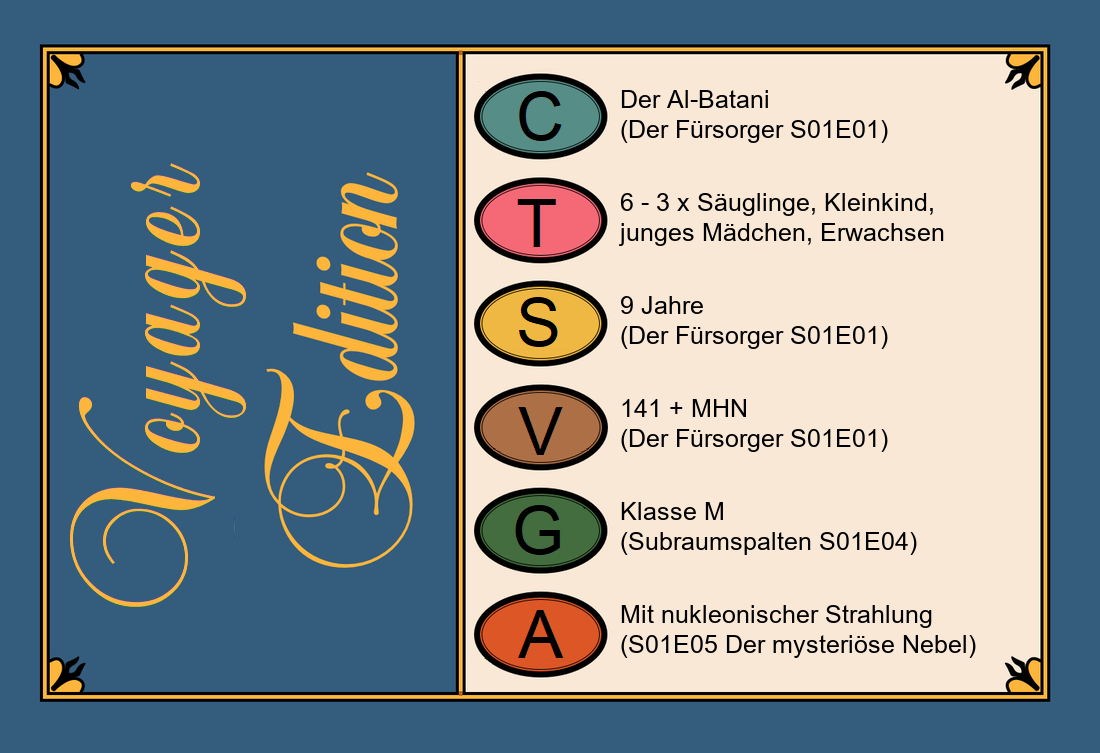 Voyager
Edition
C
Der Al-Batani
(Der Fürsorger S01E01)
T
6 - 3 x Säuglinge, Kleinkind,
junges Mädchen, Erwachsen
S
9 Jahre
(Der Fürsorger S01E01)
V
141 + MHN
(Der Fürsorger S01E01)
G
Klasse M
(Subraumspalten S01E04)
A
Mit nukleonischer Strahlung
(S01E05 Der mysteriöse Nebel)